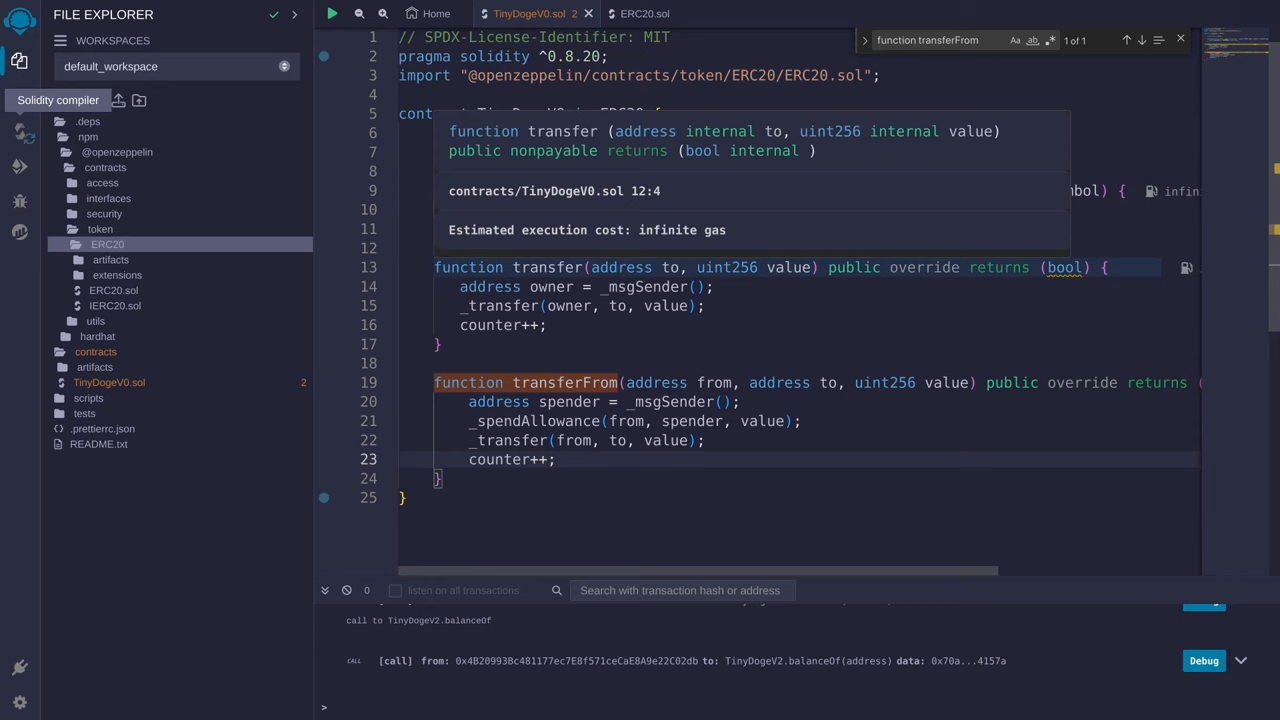 FILE EXPLORER
WORKSPACES
default_workspace
Solidity compiler
.deps
npm
@openzeppelin
contracts
access
interfaces
security
token
ERC20
artifacts
extensions
ERC20.sol
IERC20.sol
utils
hardhat
contracts
artifacts
TinyDogeV0.sol 2
scripts
tests
.prettierrc.json
README.txt
Home
TinyDogeV0.sol 2
ERC20.sol
function transferFrom
Aa
ab
1 of 1
1 // SPDX-License-Identifier: MIT
2 pragma solidity ^0.8.20;
3 import "@openzeppelin/contracts/token/ERC20/ERC20.sol";
4
5
6
7
8
9 mbol) { infin
10
11
12
function transfer (address internal to, uint256 internal value)
public nonpayable returns (bool internal )
contracts/TinyDogeV0.sol 12:4
Estimated execution cost: infinite gas
13 function transfer(address to, uint256 value) public override returns (bool) {
14 address owner = _msgSender();
15 _transfer(owner, to, value);
16 counter++;
17 }
18
19 function transferFrom(address from, address to, uint256 value) public override returns (
20 address spender = _msgSender();
21 _spendAllowance(from, spender, value);
22 _transfer(from, to, value);
23 counter++;
24 }
25 }
0
listen on all transactions
Search with transaction hash or address
call to TinyDogeV2.balanceOf
CALL [call] from: 0x4B20993Bc481177ec7E8f571ceCaE8A9e22C02db to: TinyDogeV2.balanceOf(address) data: 0x70a...4157a
Debug
>